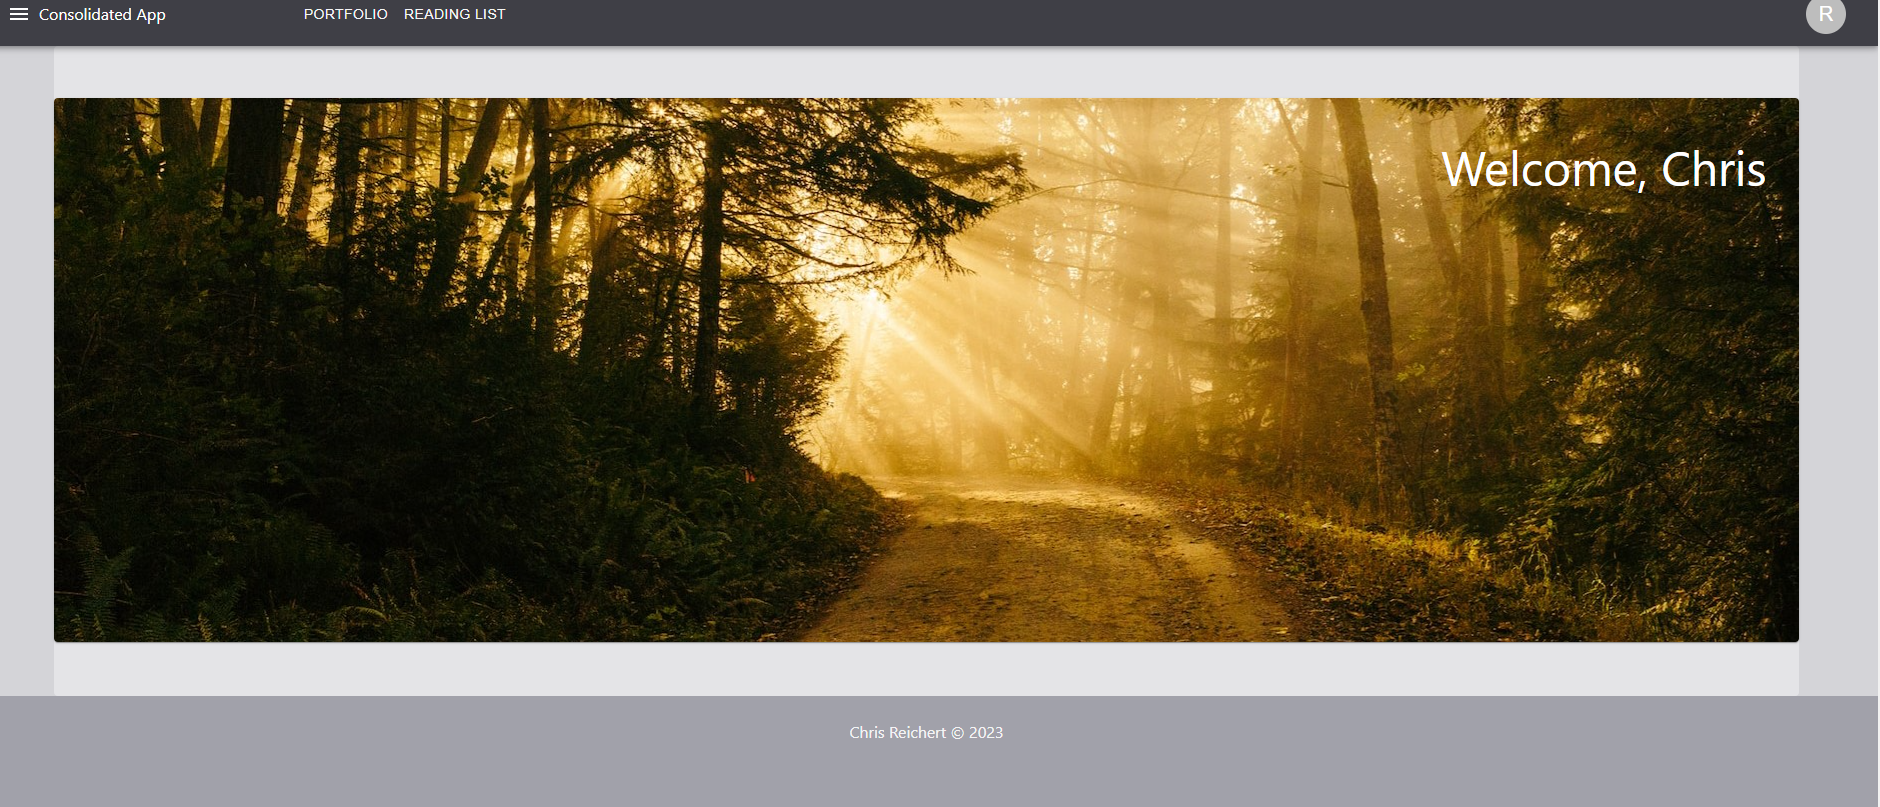 Consolidated App
PORTFOLIO
READING LIST
R
Welcome, Chris
Chris Reichert © 2023